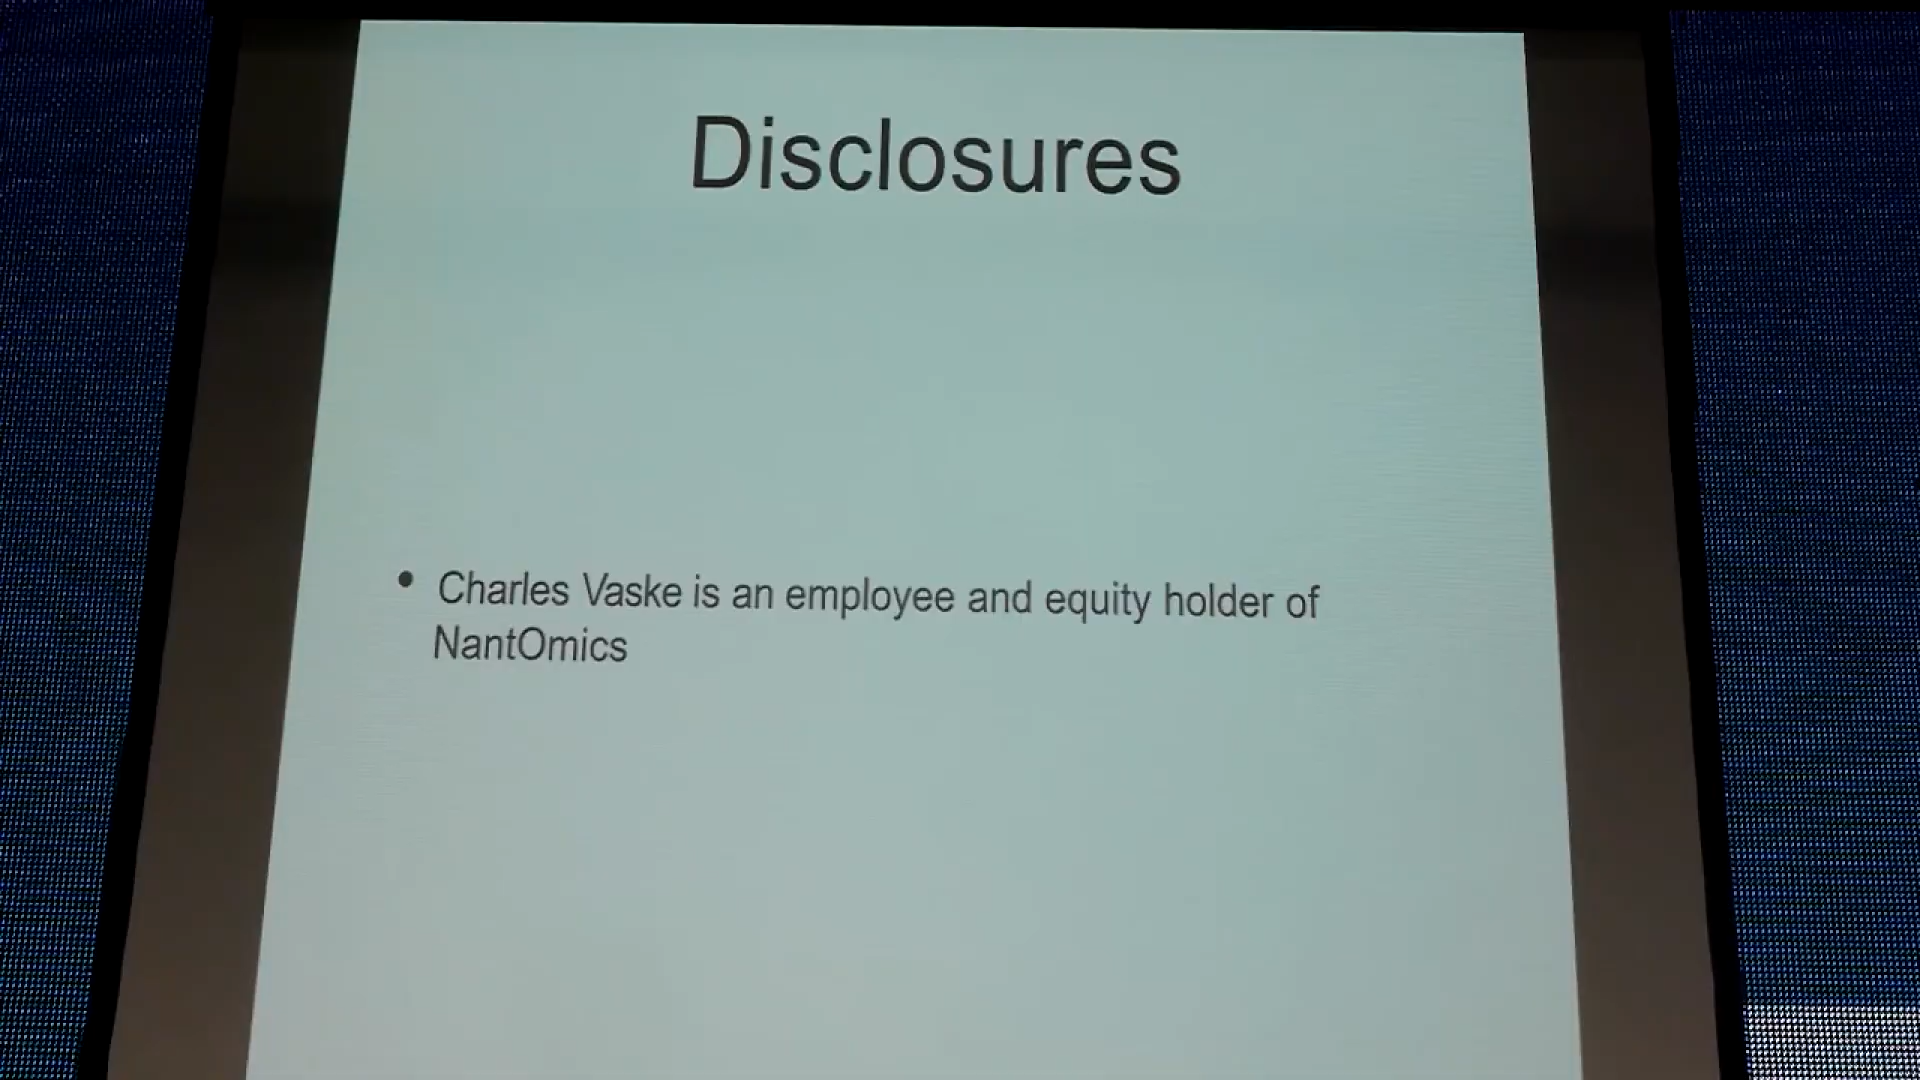 Disclosures
• Charles Vaske is an employee and equity holder of
NantOmics